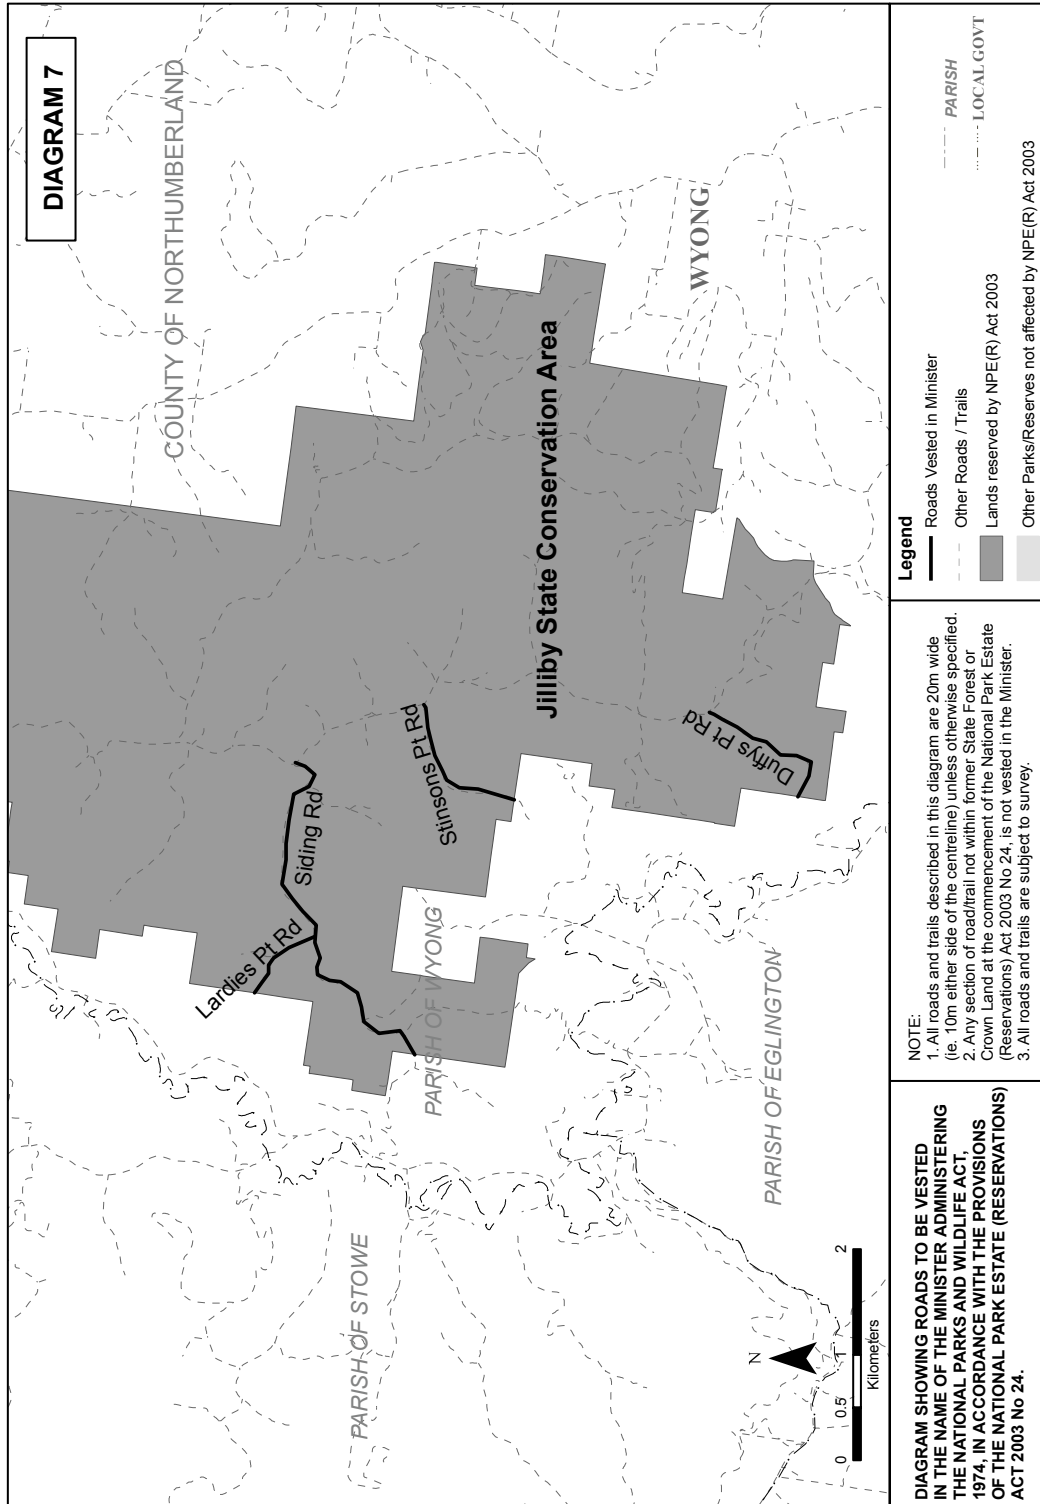 DIAGRAM 7
COUNTY OF NORTHUMBERLAND
WYONG
Jilliby State Conservation Area
Stinsons Pt Rd
Duffys Pt Rd
Siding Rd
Lardies Pt Rd
PARISH OF WYONG
PARISH OF EGLINGTON
PARISH OF STOWE
N
0 0.5 1 2
Kilometers
DIAGRAM SHOWING ROADS TO BE VESTED
IN THE NAME OF THE MINISTER ADMINISTERING
THE NATIONAL PARKS AND WILDLIFE ACT,
1974, IN ACCORDANCE WITH THE PROVISIONS
OF THE NATIONAL PARK ESTATE (RESERVATIONS)
ACT 2003 No 24.
NOTE:
1. All roads and trails described in this diagram are 20m wide
(ie. 10m either side of the centreline) unless otherwise specified.
2. Any section of road/trail not within former State Forest or
Crown Land at the commencement of the National Park Estate
(Reservations) Act 2003 No 24, is not vested in the Minister.
3. All roads and trails are subject to survey.
Legend
Roads Vested in Minister
Other Roads / Trails
Lands reserved by NPE(R) Act 2003
Other Parks/Reserves not affected by NPE(R) Act 2003
PARISH
LOCAL GOVT